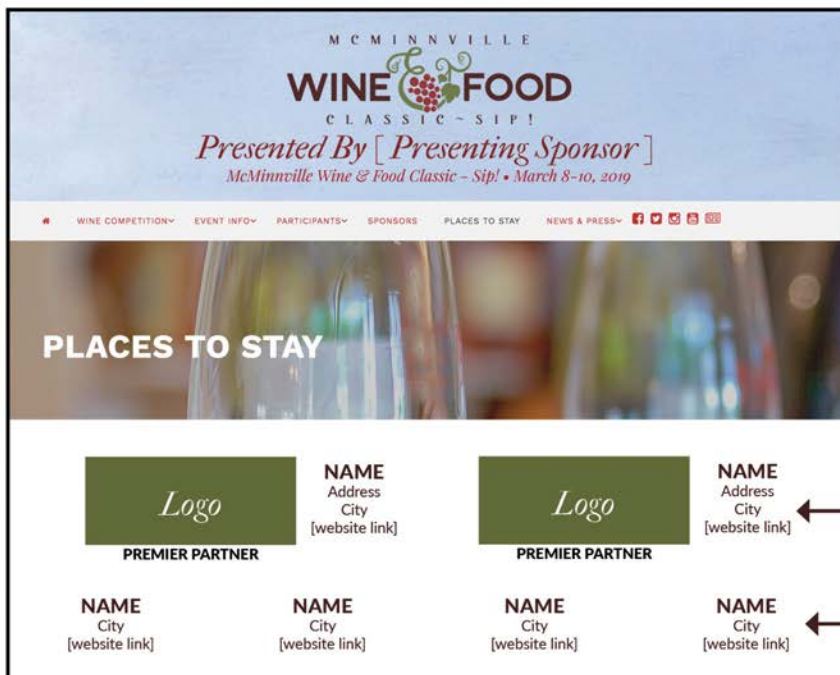 MCMINNVILLE
WINE & FOOD
CLASSIC ~ SIP!
Presented By [ Presenting Sponsor ]
McMinnville Wine & Food Classic - Sip! • March 8-10, 2019
WINE COMPETITION EVENT INFO PARTICIPANTS SPONSORS PLACES TO STAY NEWS & PRESS
PLACES TO STAY
Logo
PREMIER PARTNER
NAME
Address
City
[website link]
Logo
PREMIER PARTNER
NAME
Address
City
[website link]
NAME
City
[website link]
NAME
City
[website link]
NAME
City
[website link]
NAME
City
[website link]